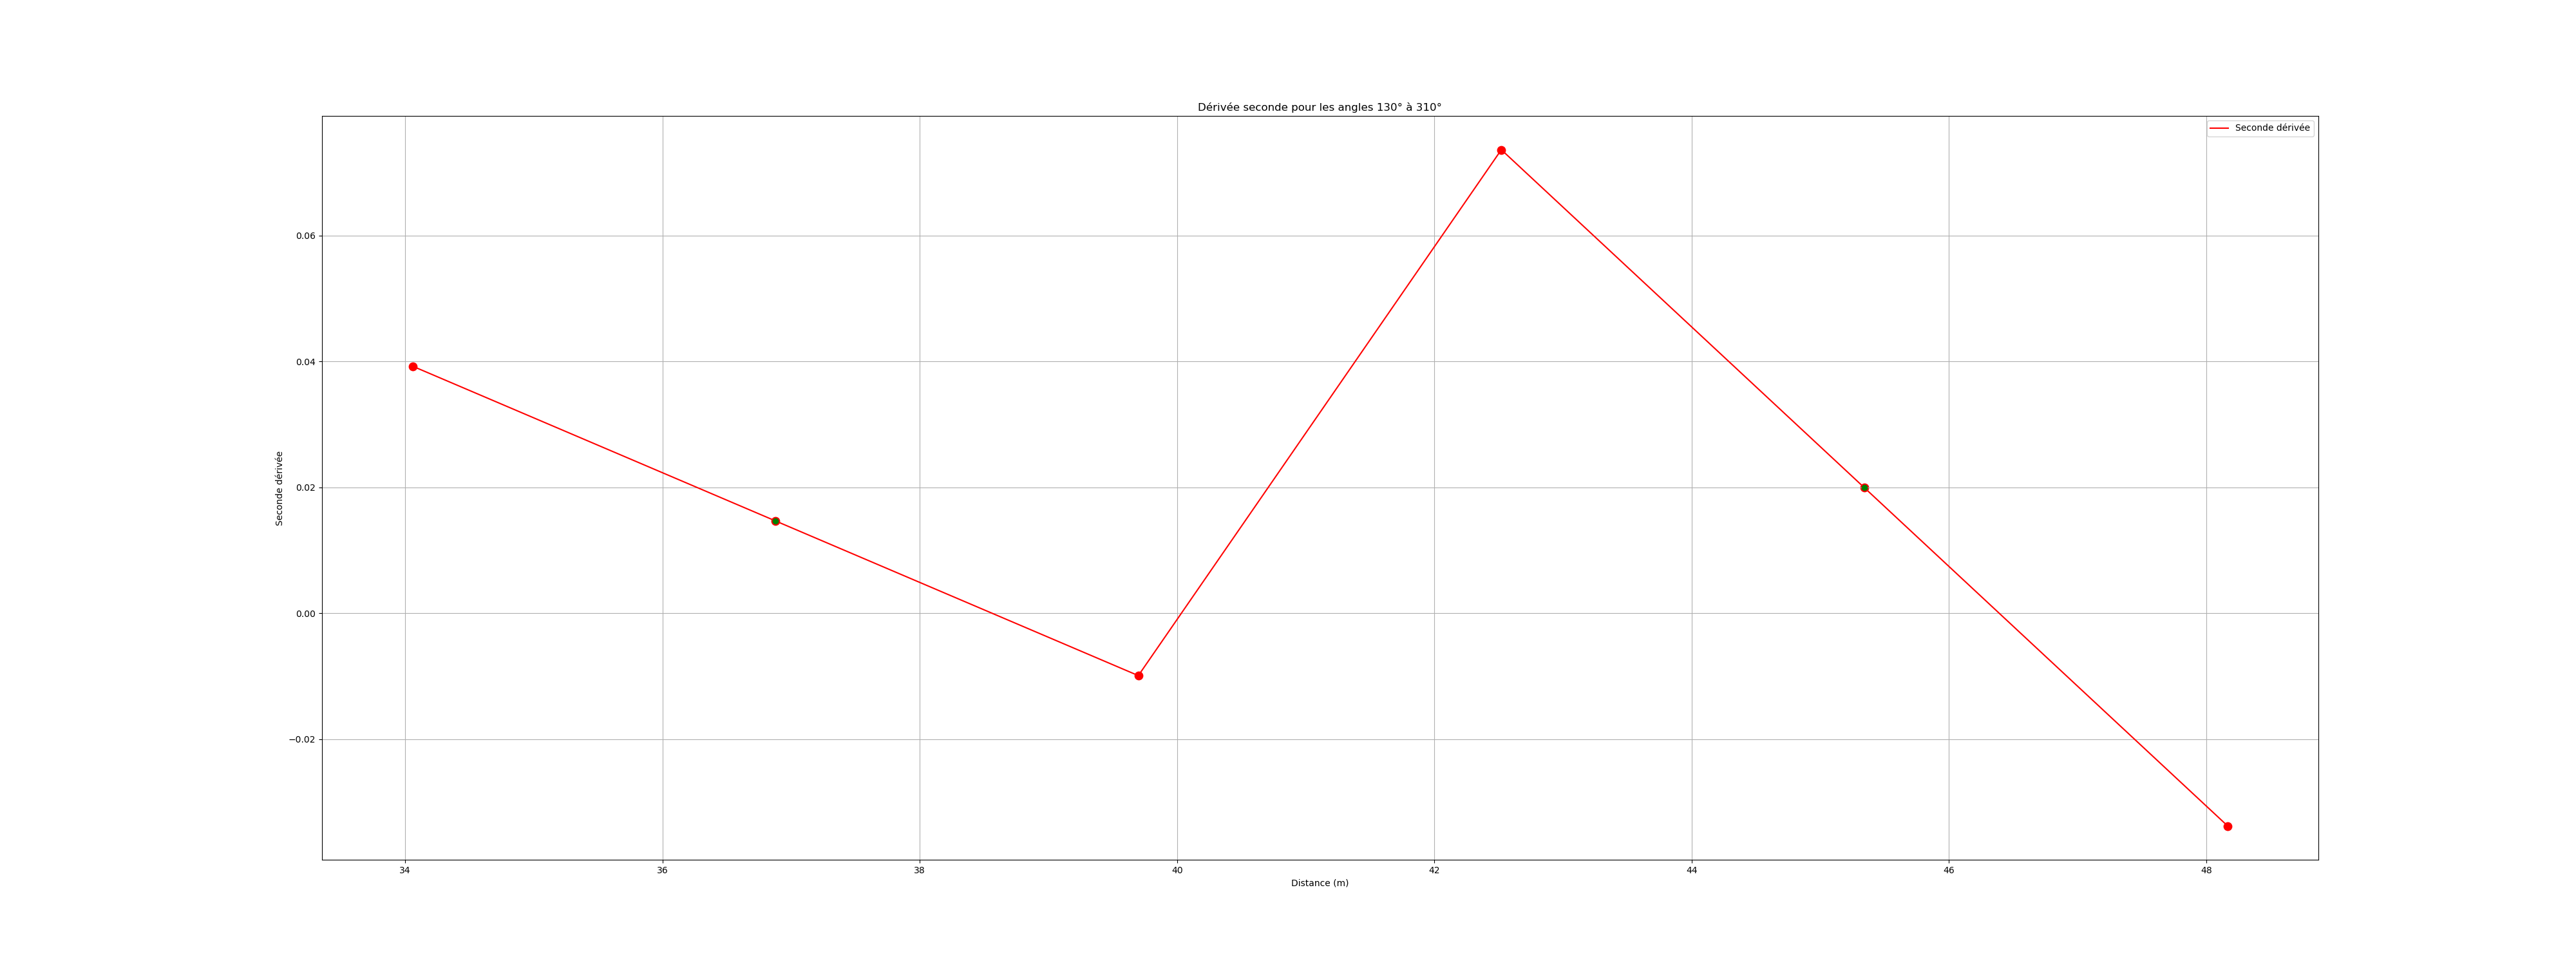 Dérivée seconde pour les angles 130° à 310°
Seconde dérivée
0.06
0.04
0.02
0.00
−0.02
Seconde dérivée
34 36 38 40 42 44 46 48
Distance (m)